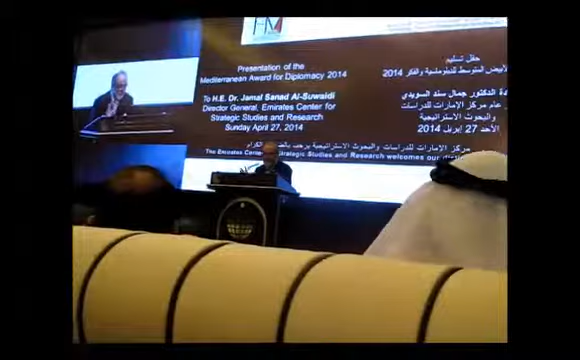 Presentation of the
Mediterranean Award for Diplomacy 2014
To H.E. Dr. Jamal Sanad Al-Suwaidi
Director General, Emirates Center for
Strategic Studies and Research
Sunday April 27, 2014
حفل تسليم
المتوسط للدبلوماسية والفكر 2014
الدكتور جمال سند السويدي
عام مركز الإمارات للدراسات
والبحوث الاستراتيجية
الأحد 27 إبريل 2014
مركز الإمارات للدراسات والبحوث الاستراتيجية يرحب الكرام
The Emirates Strategic Studies and Research welcomes our